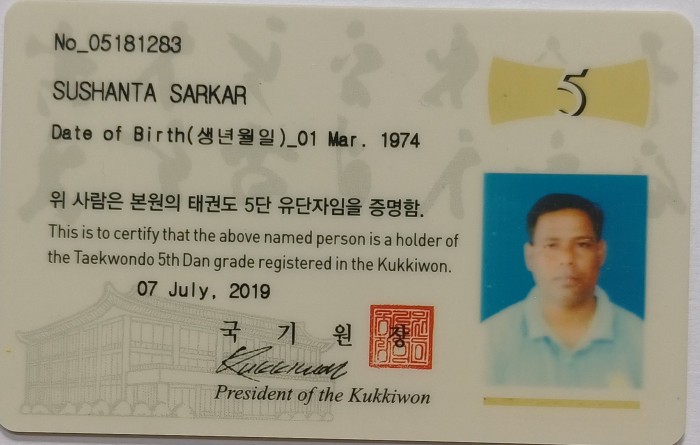 No_05181283
5
SUSHANTA SARKAR
Date of Birth(생년월일)_01 Mar. 1974
위 사람은 본원의 태권도 5단 유단자임을 증명함.
This is to certify that the above named person is a holder of
the Taekwondo 5th Dan grade registered in the Kukkiwon.
07 July, 2019
국 기 원 장
Kukkiwon
President of the Kukkiwon